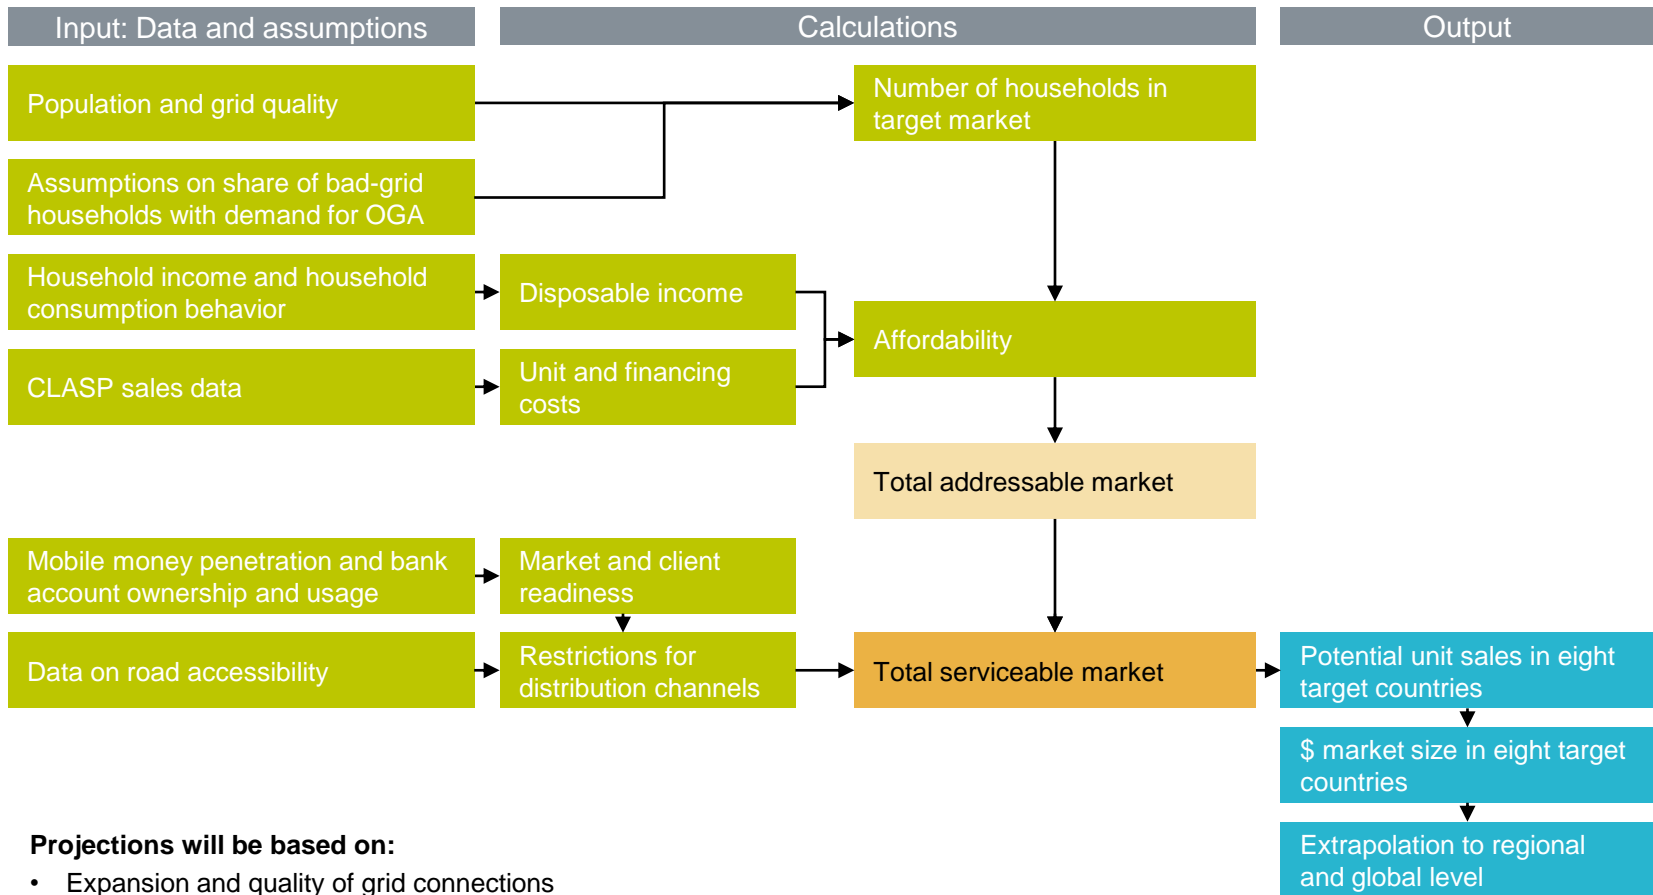 Input: Data and assumptions
Calculations
Output
Population and grid quality
Number of households in
target market
Assumptions on share of bad-grid
households with demand for OGA
Household income and household
consumption behavior
Disposable income
Affordability
CLASP sales data
Unit and financing
costs
Total addressable market
Mobile money penetration and bank
account ownership and usage
Market and client
readiness
Data on road accessibility
Restrictions for
distribution channels
Total serviceable market
Potential unit sales in eight
target countries
$ market size in eight target
countries
Extrapolation to regional
and global level
Projections will be based on:
• Expansion and quality of grid connections